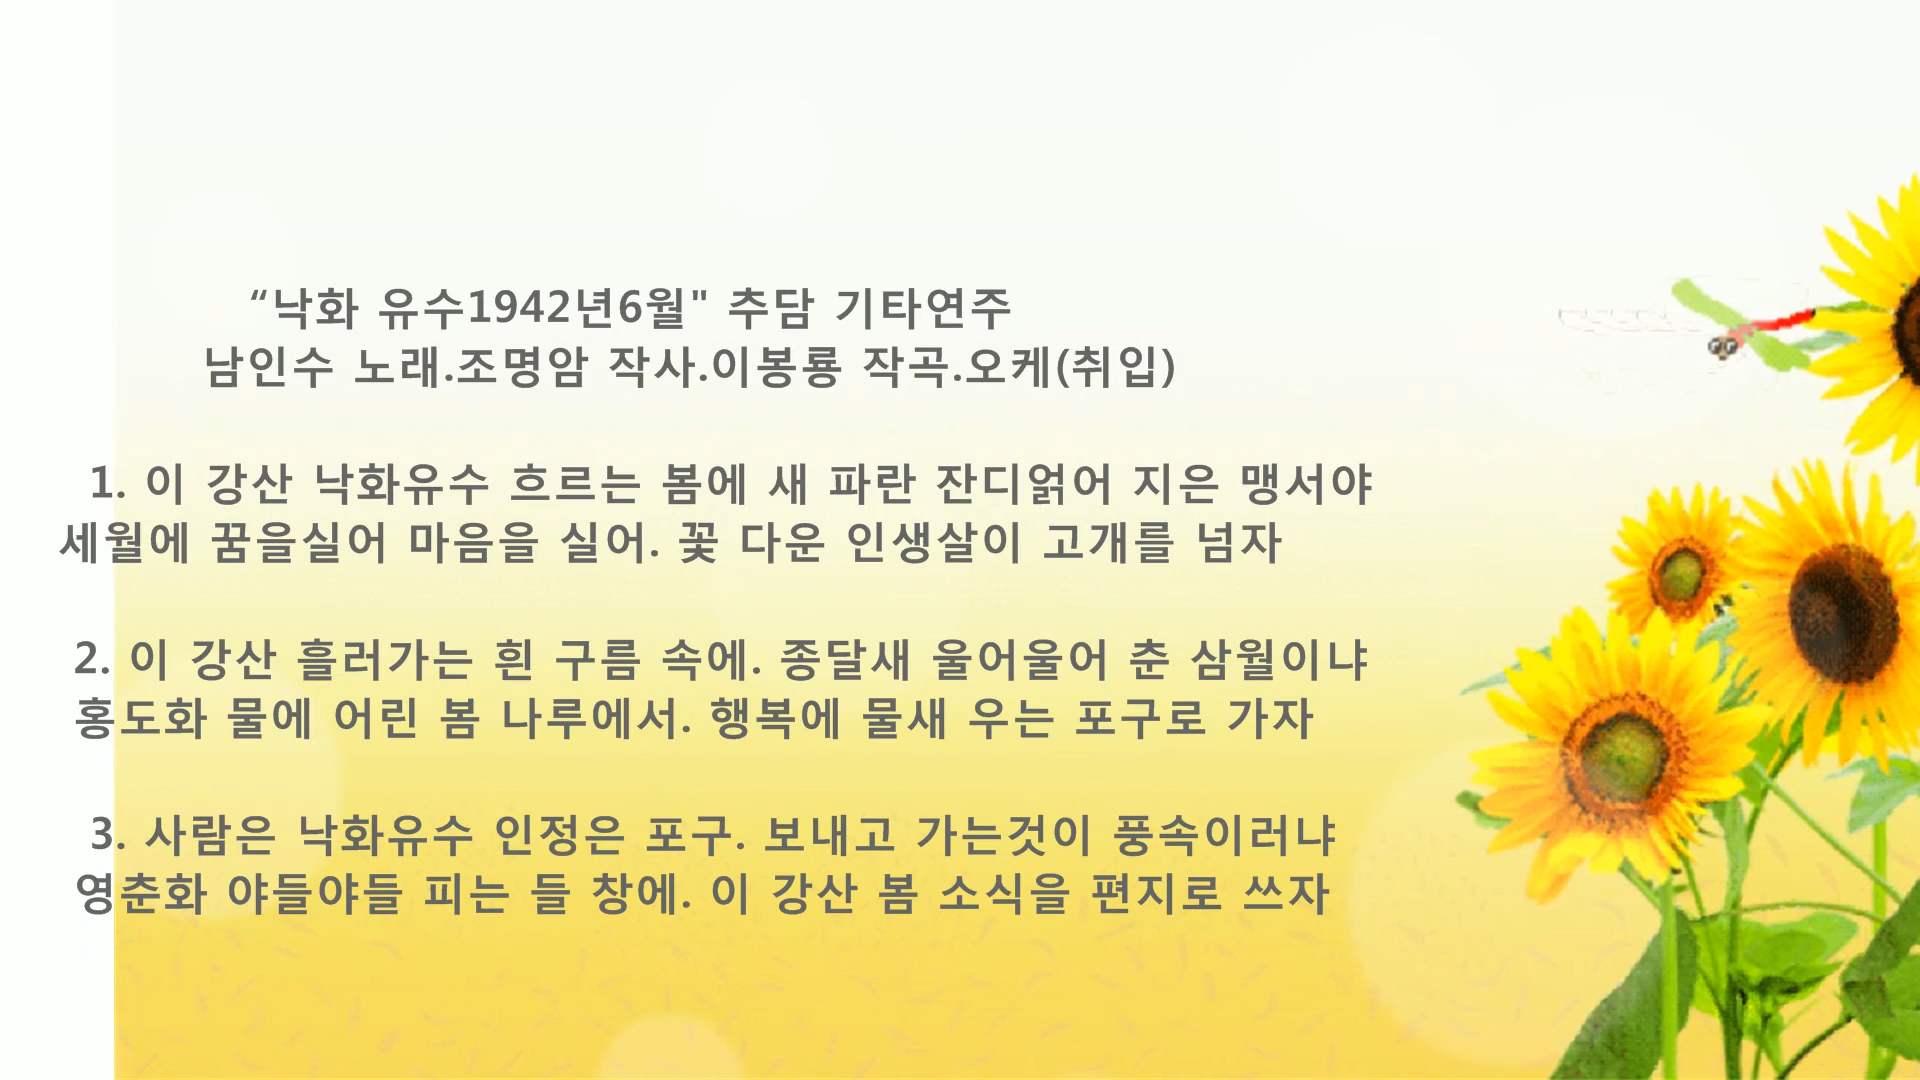 “낙화 유수1942년6월" 추담 기타연주
남인수 노래.조명암 작사.이봉룡 작곡.오케(취입)
1. 이 강산 낙화유수 흐르는 봄에 새 파란 잔디얽어 지은 맹서야
세월에 꿈을실어 마음을 실어. 꽃 다운 인생살이 고개를 넘자
2. 이 강산 흘러가는 흰 구름 속에. 종달새 울어울어 춘 삼월이냐
홍도화 물에 어린 봄 나루에서. 행복에 물새 우는 포구로 가자
3. 사람은 낙화유수 인정은 포구. 보내고 가는것이 풍속이러냐
영춘화 야들야들 피는 들 창에. 이 강산 봄 소식을 편지로 쓰자